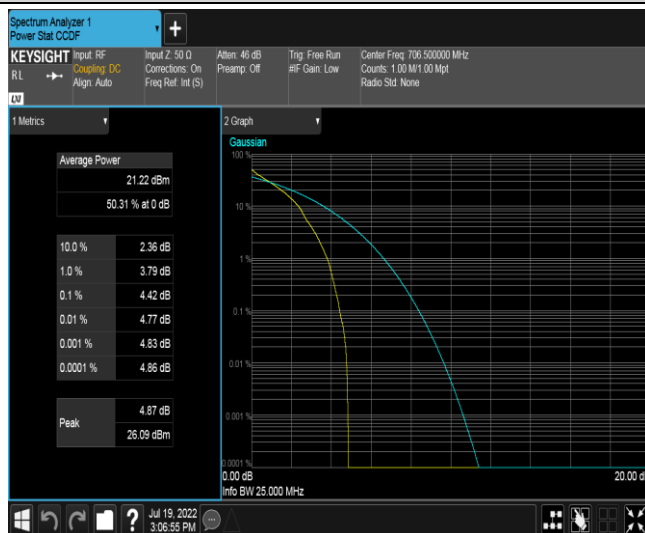 Spectrum Analyzer 1
Power Stat CCDF
+
KEYSIGHT
RL
LXI
Input: RF
Coupling: DC
Align: Auto
Input Z: 50 Ω
Corrections: On
Freq Ref: Int (S)
Atten: 46 dB
Preamp: Off
Trig: Free Run
#IF Gain: Low
Center Freq: 706.500000 MHz
Counts: 1.00 M/1.00 Mpt
Radio Std: None
1 Metrics
Average Power
21.22 dBm
50.31 % at 0 dB
10.0 % 2.36 dB
1.0 % 3.79 dB
0.1 % 4.42 dB
0.01 % 4.77 dB
0.001 % 4.83 dB
0.0001 % 4.86 dB
Peak
4.87 dB
26.09 dBm
2 Graph
Gaussian
100 %
10 %
1 %
0.1 %
0.01 %
0.001 %
0.0001 %
0.00 dB
20.00 d
Info BW 25.000 MHz
?
Jul 19, 2022
3:06:55 PM